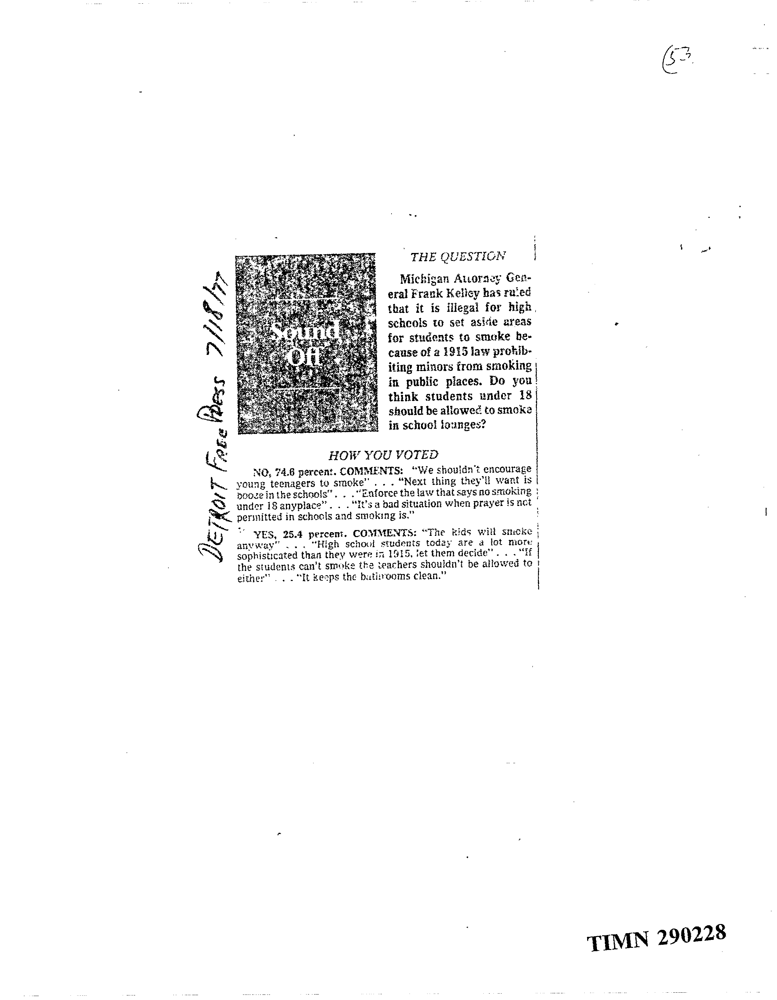 (53.
DETROIT FREE PRESS 7/18/77
Sound
Off
THE QUESTION
Michigan Attorney Gen-
eral Frank Kelley has ruled
that it is illegal for high
schools to set aside areas
for students to smoke be-
cause of a 1915 law prohib-
iting minors from smoking
in public places. Do you
think students under 18
should be allowed to smoke
in school lounges?
HOW YOU VOTED
NO, 74.6 percent. COMMENTS: "We shouldn't encourage
young teenagers to smoke" . . . "Next thing they'll want is
booze in the schools" . . . "Enforce the law that says no smoking
under 18 anyplace" . . . "It's a bad situation when prayer is not
permitted in schools and smoking is."
YES, 25.4 percent. COMMENTS: "The kids will smoke
anyway" . . . "High school students today are a lot more
sophisticated than they were in 1915, let them decide" . . . "If
the students can't smoke the teachers shouldn't be allowed to
either" . . . "It keeps the bathrooms clean."
TIMN 290228